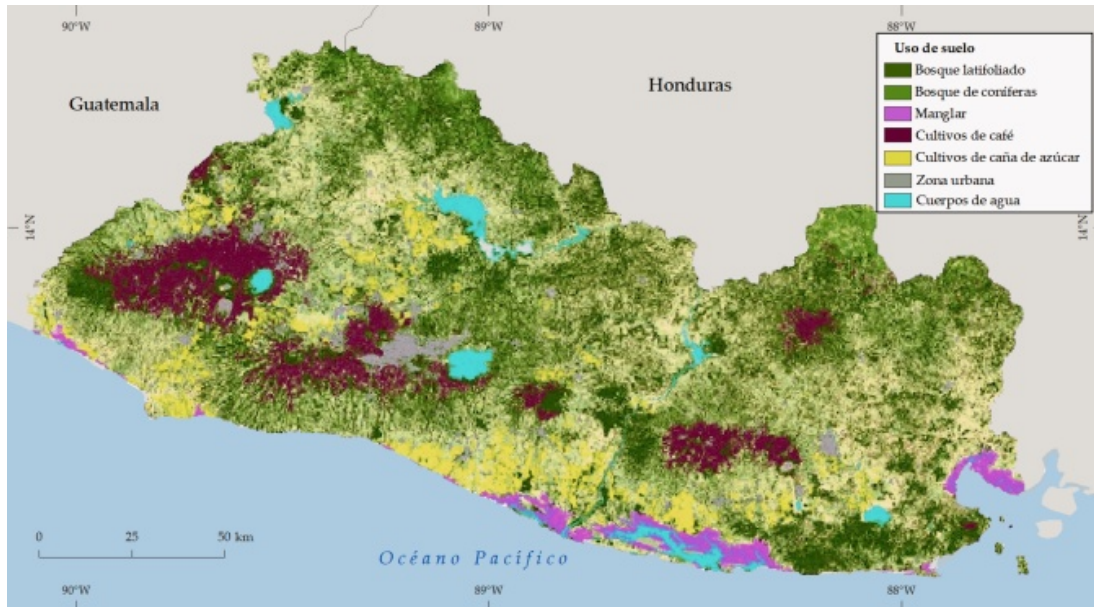 90°W
89°W
88°W
Guatemala
Honduras
Uso de suelo
Bosque latifoliado
Bosque de coníferas
Manglar
Cultivos de café
Cultivos de caña de azúcar
Zona urbana
Cuerpos de agua
14°N
14°N
0
25
50 km
Océano Pacífico
90°W
89°W
88°W